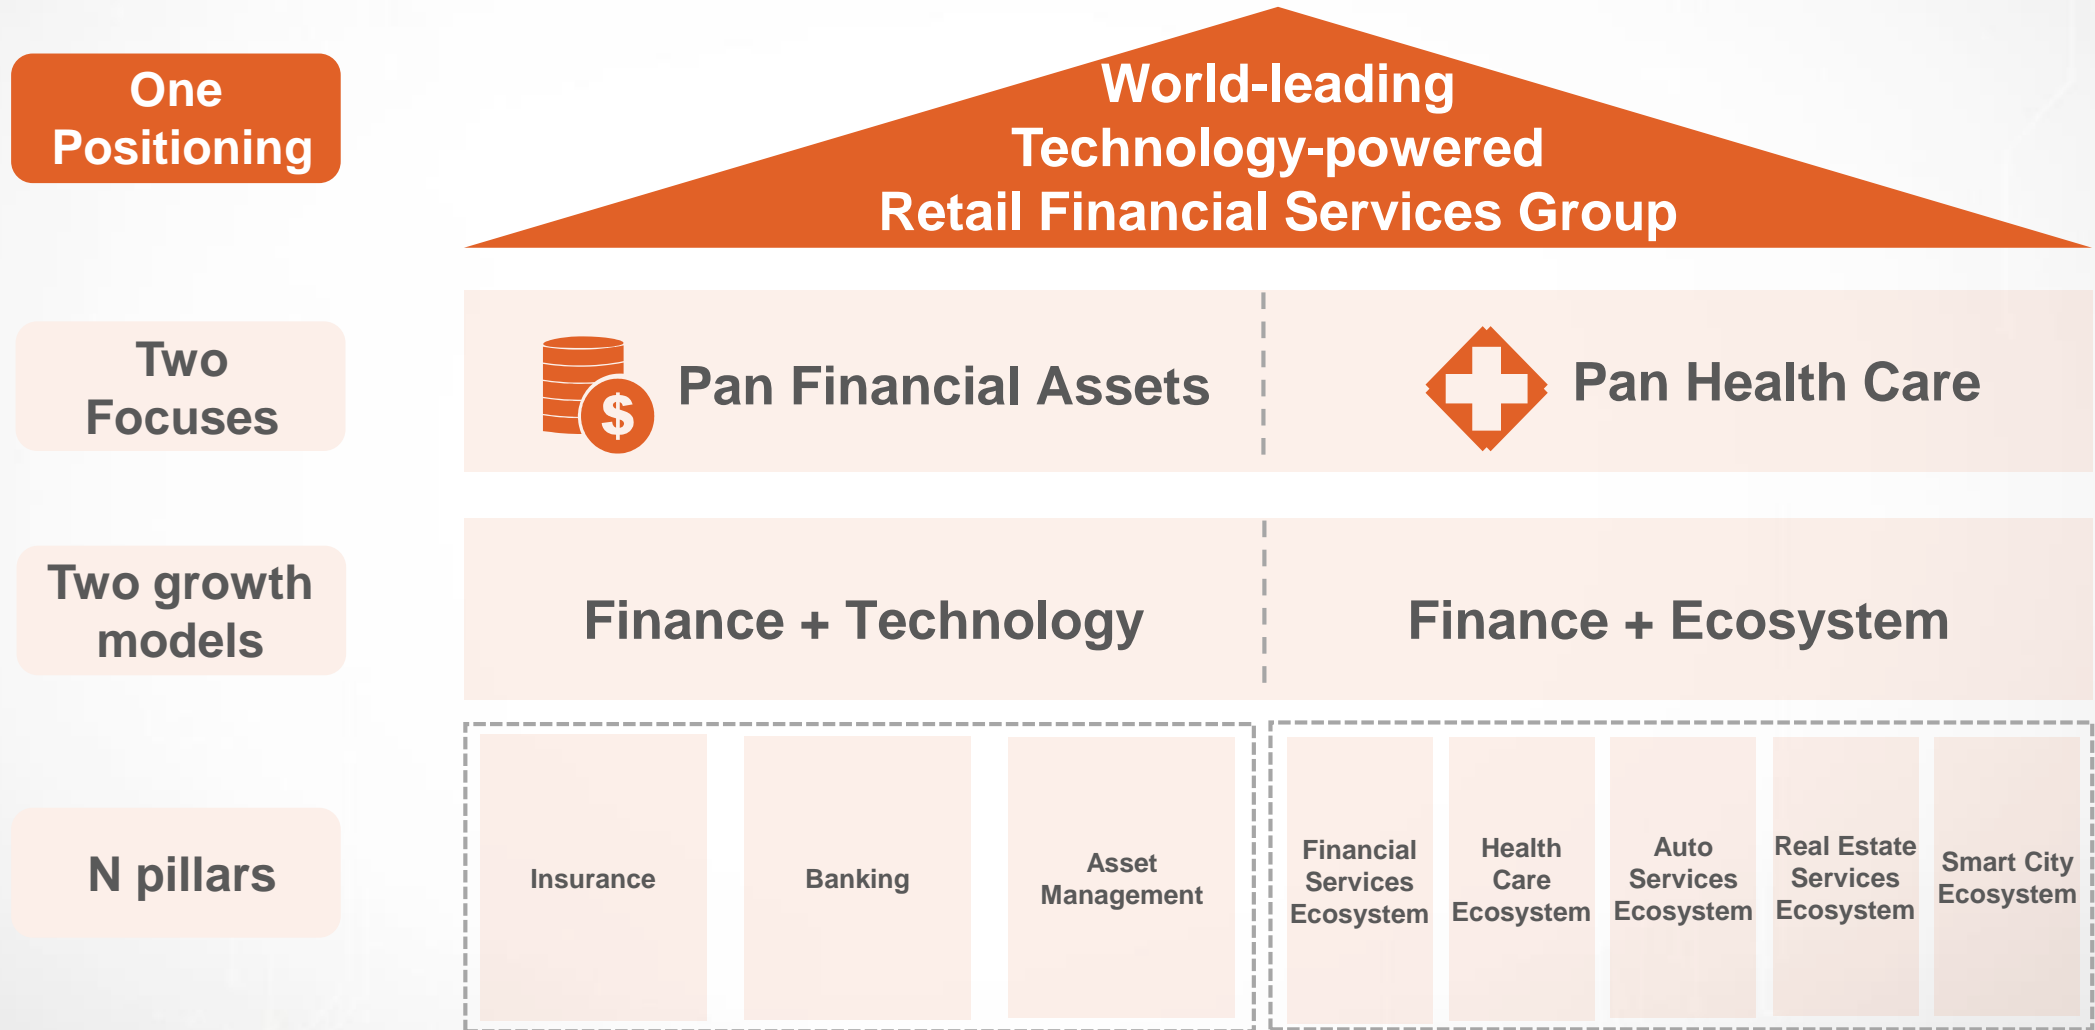 One
Positioning
World-leading
Technology-powered
Retail Financial Services Group
Two
Focuses
$
Pan Financial Assets
Pan Health Care
Two growth
models
Finance + Technology
Finance + Ecosystem
N pillars
Insurance
Banking
Asset
Management
Financial
Services
Ecosystem
Health
Care
Ecosystem
Auto
Services
Ecosystem
Real Estate
Services
Ecosystem
Smart City
Ecosystem